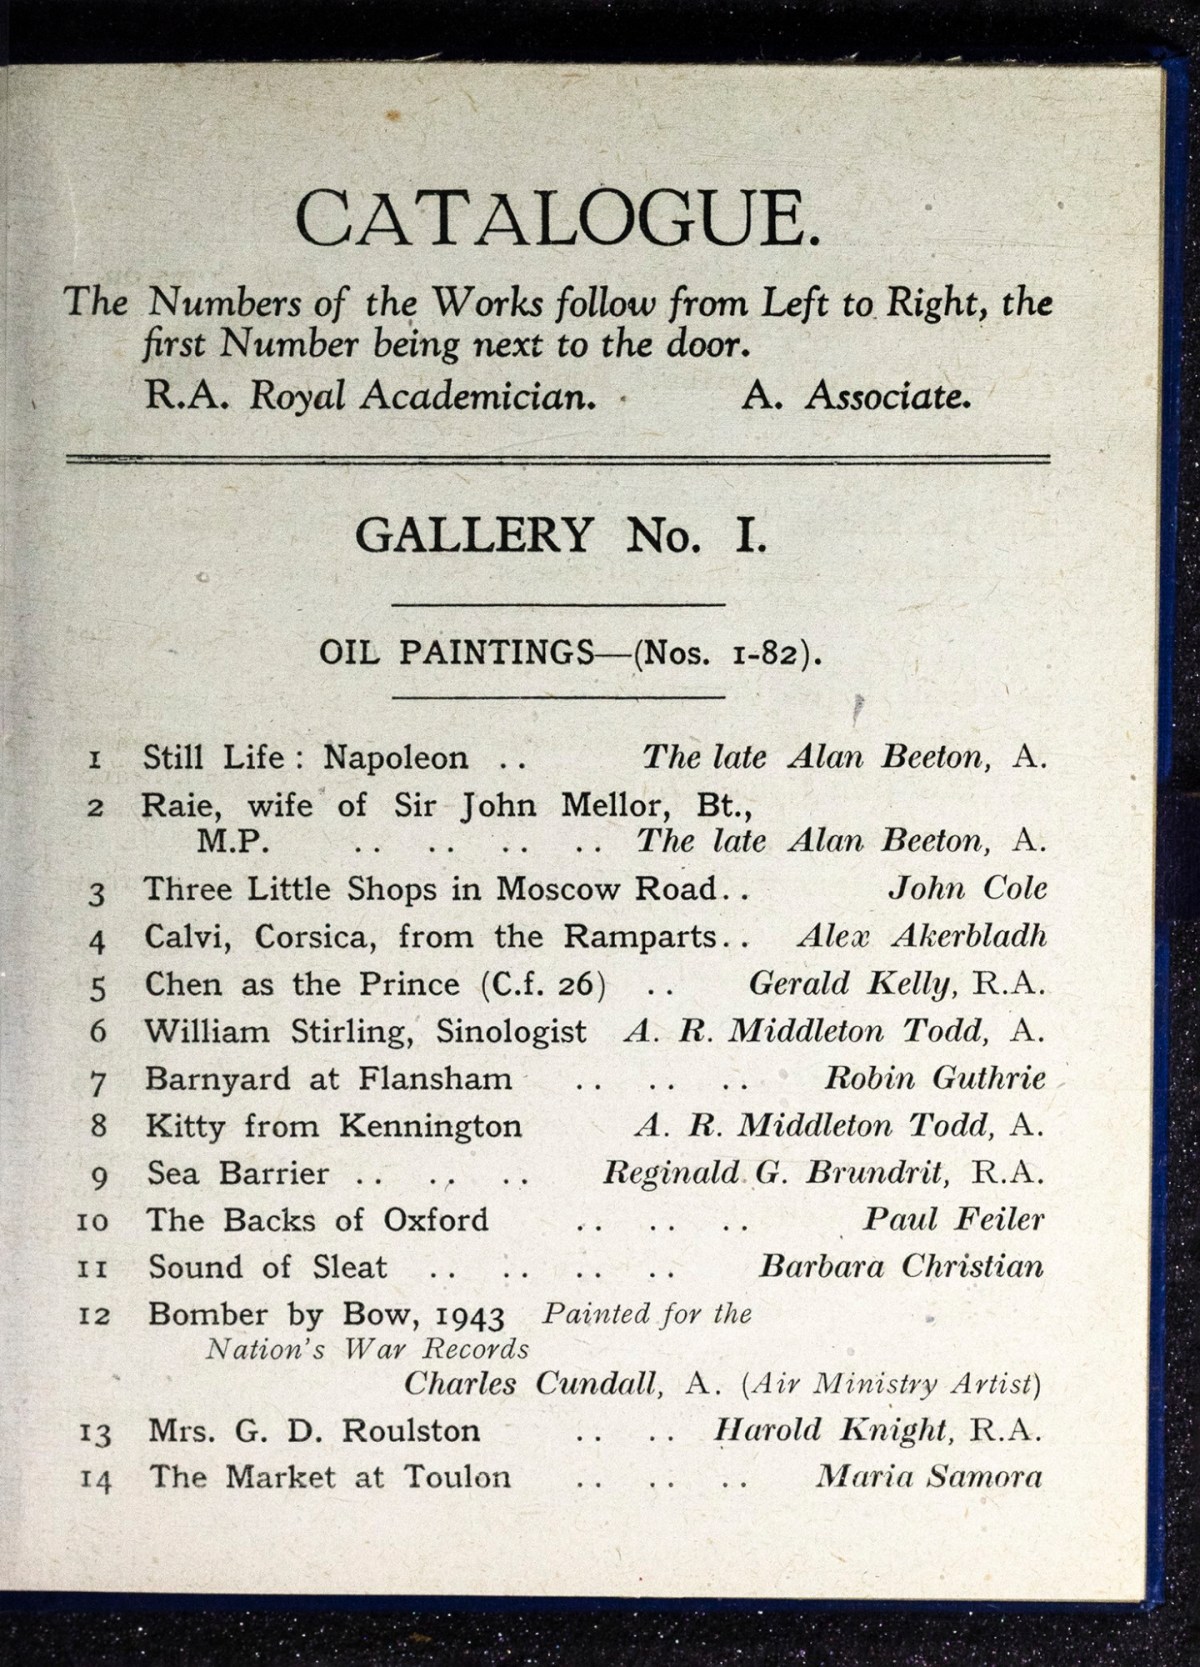 CATALOGUE.
The Numbers of the Works follow from Left to Right, the
first Number being next to the door.
R.A. Royal Academician. A. Associate.
GALLERY No. I.
OIL PAINTINGS—(Nos. 1-82).
1 Still Life : Napoleon .. The late Alan Beeton, A.
2 Raie, wife of Sir John Mellor, Bt.,
M.P. .. .. .. .. The late Alan Beeton, A.
3 Three Little Shops in Moscow Road.. John Cole
4 Calvi, Corsica, from the Ramparts.. Alex Akerbladh
5 Chen as the Prince (C.f. 26) .. Gerald Kelly, R.A.
6 William Stirling, Sinologist A. R. Middleton Todd, A.
7 Barnyard at Flansham .. .. .. Robin Guthrie
8 Kitty from Kennington A. R. Middleton Todd, A.
9 Sea Barrier .. .. .. Reginald G. Brundrit, R.A.
10 The Backs of Oxford .. .. .. Paul Feiler
11 Sound of Sleat .. .. .. .. Barbara Christian
12 Bomber by Bow, 1943 Painted for the
Nation's War Records
Charles Cundall, A. (Air Ministry Artist)
13 Mrs. G. D. Roulston .. .. Harold Knight, R.A.
14 The Market at Toulon .. .. .. Maria Samora